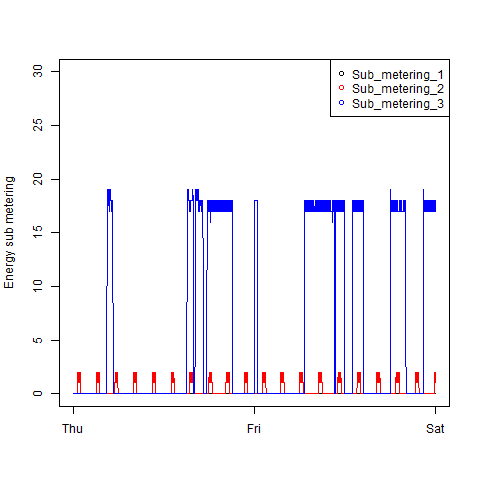 Sub_metering_1
Sub_metering_2
Sub_metering_3
30
25
20
15
10
5
0
Energy sub metering
Thu Fri Sat